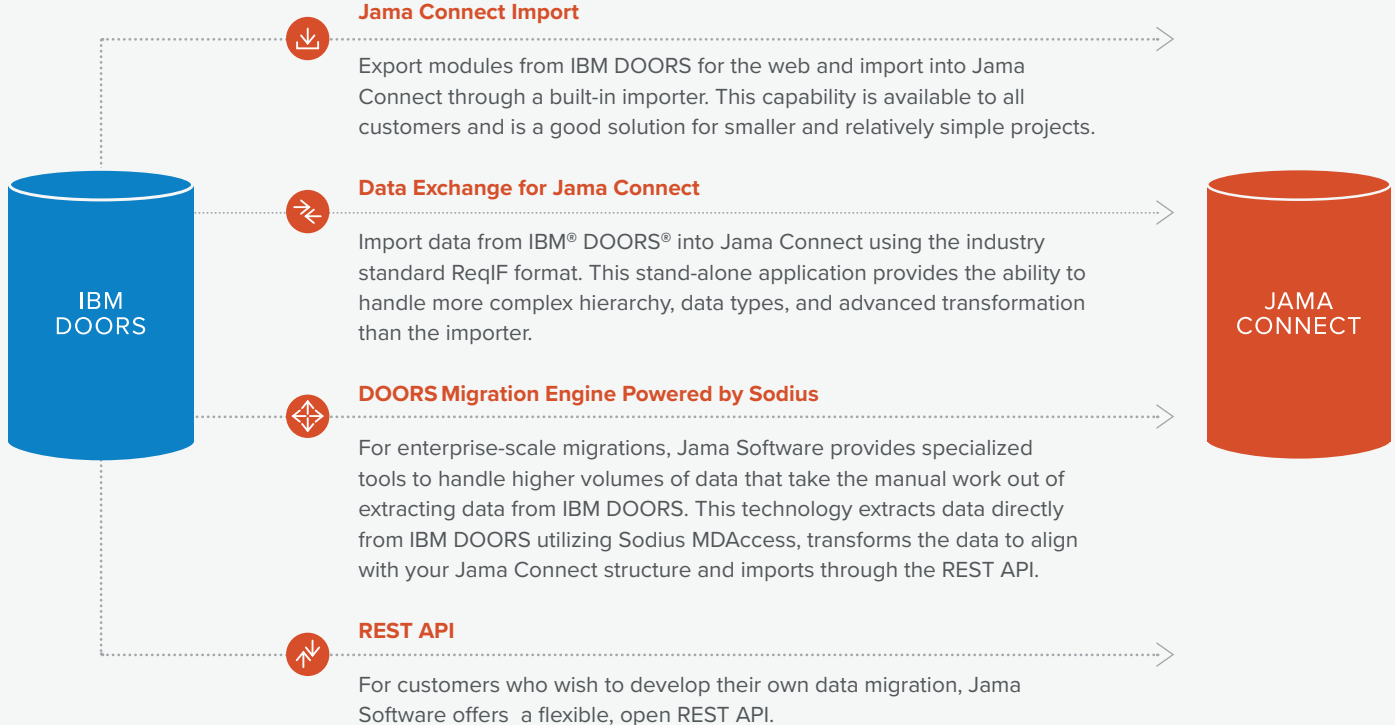 Jama Connect Import
Export modules from IBM DOORS for the web and import into Jama
Connect through a built-in importer. This capability is available to all
customers and is a good solution for smaller and relatively simple projects.
Data Exchange for Jama Connect
Import data from IBM® DOORS® into Jama Connect using the industry
standard ReqIF format. This stand-alone application provides the ability to
handle more complex hierarchy, data types, and advanced transformation
than the importer.
IBM
DOORS
JAMA
CONNECT
DOORS Migration Engine Powered by Sodius
For enterprise-scale migrations, Jama Software provides specialized
tools to handle higher volumes of data that take the manual work out of
extracting data from IBM DOORS. This technology extracts data directly
from IBM DOORS utilizing Sodius MDAccess, transforms the data to align
with your Jama Connect structure and imports through the REST API.
REST API
For customers who wish to develop their own data migration, Jama
Software offers a flexible, open REST API.